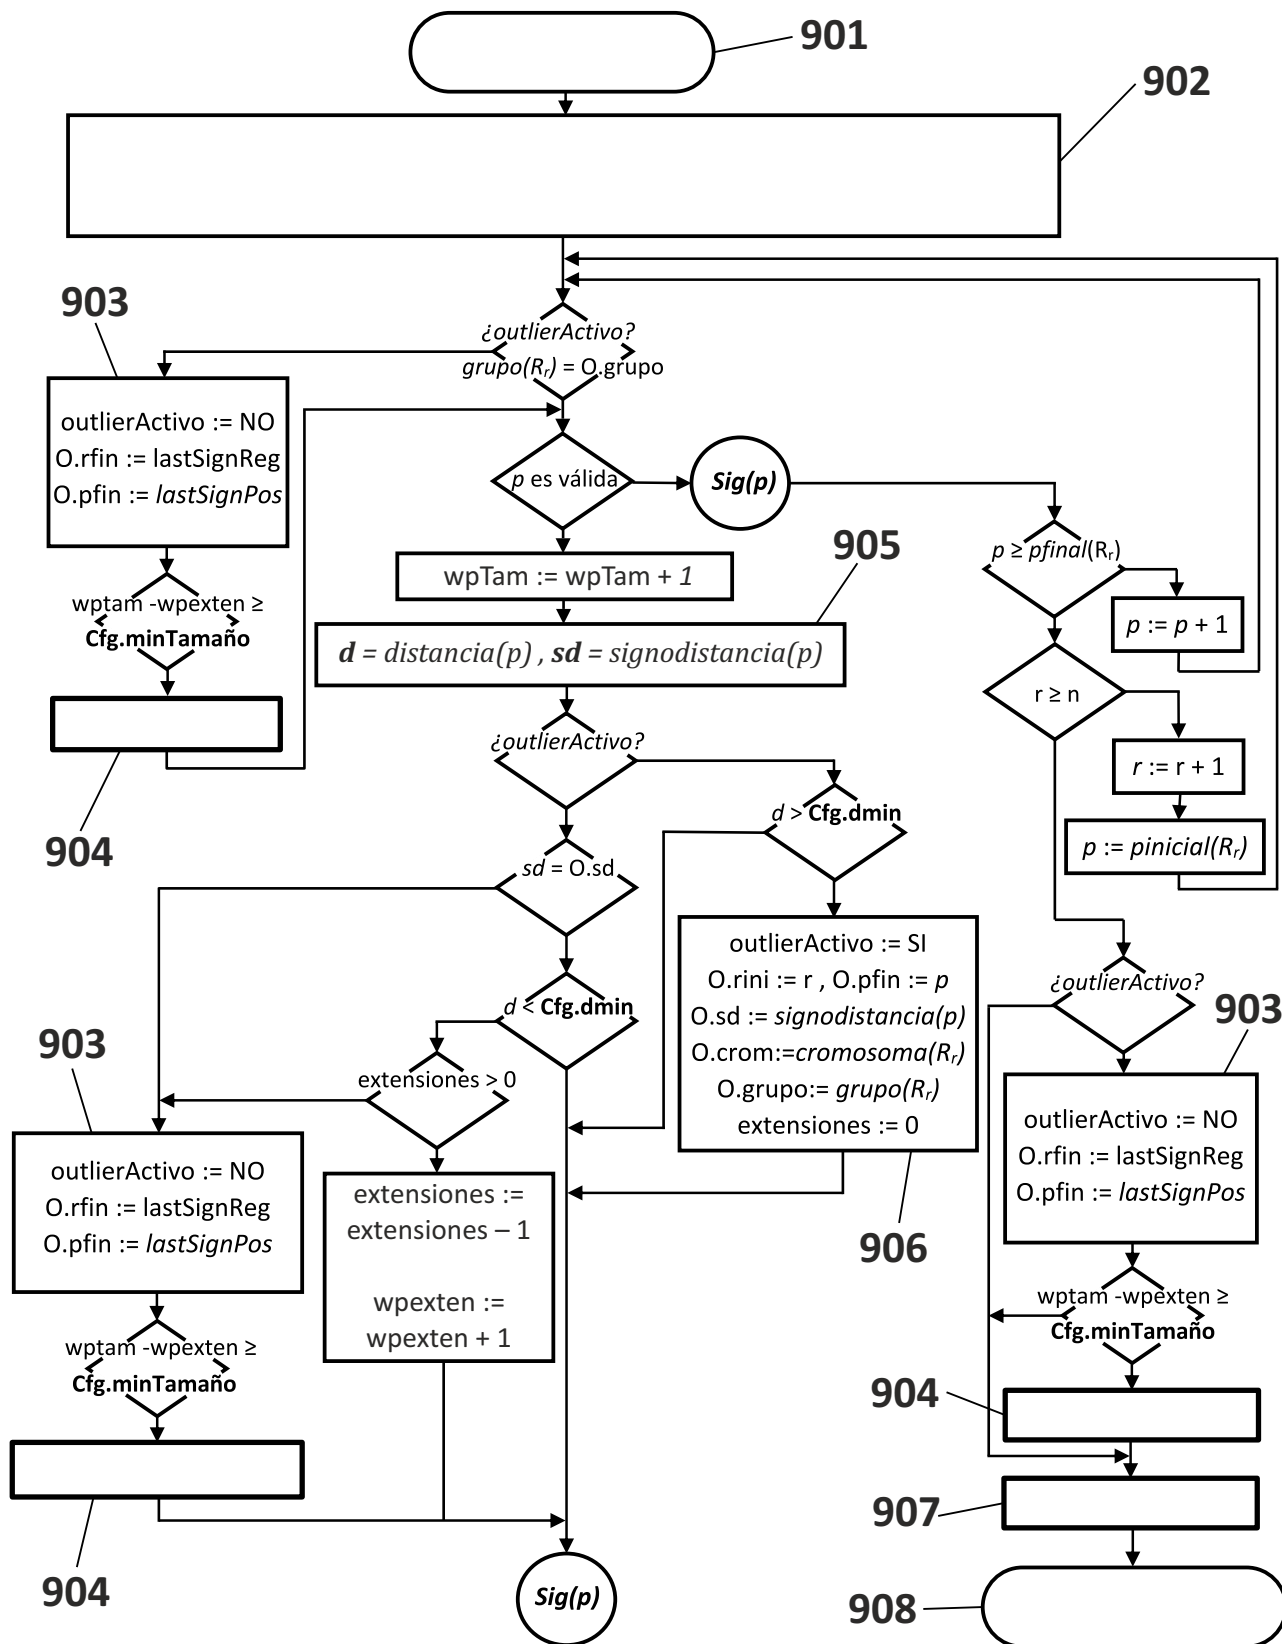 901
902
903
¿outlierActivo?
grupo(Rr) = O.grupo
outlierActivo := NO
O.rfin := lastSignReg
O.pfin := lastSignPos
p es válida
Sig(p)
905
p ≥ pfinal(Rr)
wpTam := wpTam + 1
wptam -wpexten ≥
Cfg.minTamaño
p := p + 1
d = distancia(p) , sd = signodistancia(p)
r ≥ n
904
¿outlierActivo?
r := r + 1
d > Cfg.dmin
p := pinicial(Rr)
sd = O.sd
outlierActivo := SI
O.rini := r , O.pfin := p
O.sd := signodistancia(p)
O.crom:=cromosoma(Rr)
O.grupo:= grupo(Rr)
extensiones := 0
906
d < Cfg.dmin
¿outlierActivo?
903
903
extensiones > 0
outlierActivo := NO
O.rfin := lastSignReg
O.pfin := lastSignPos
outlierActivo := NO
O.rfin := lastSignReg
O.pfin := lastSignPos
extensiones :=
extensiones – 1
wpexten :=
wpexten + 1
wptam -wpexten ≥
Cfg.minTamaño
wptam -wpexten ≥
Cfg.minTamaño
904
907
904
Sig(p)
908